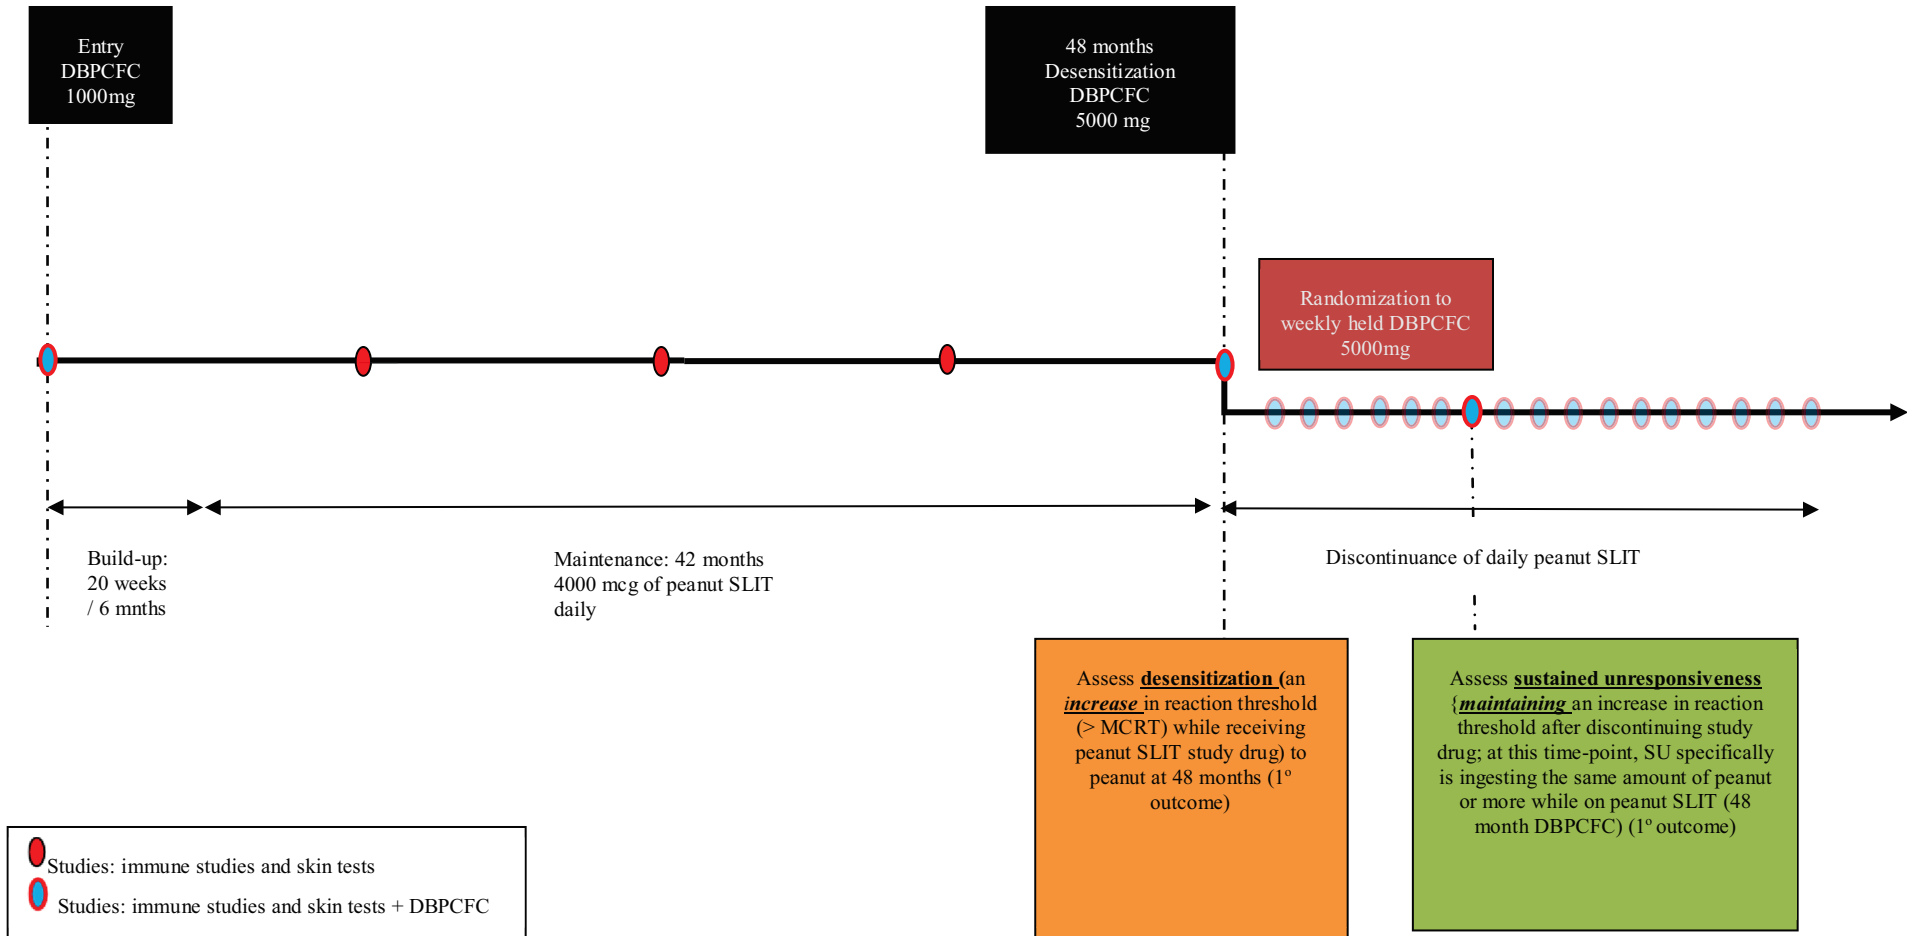 Entry
DBPCFC
1000mg
48 months
Desensitization
DBPCFC
5000 mg
Randomization to
weekly held DBPCFC
5000mg
Build-up:
20 weeks
/ 6 mnths
Maintenance: 42 months
4000 mcg of peanut SLIT
daily
Discontinuance of daily peanut SLIT
Assess desensitization (an
increase in reaction threshold
(> MCRT) while receiving
peanut SLIT study drug) to
peanut at 48 months (1º
outcome)
Assess sustained unresponsiveness
{maintaining an increase in reaction
threshold after discontinuing study
drug; at this time-point, SU specifically
is ingesting the same amount of peanut
or more while on peanut SLIT (48
month DBPCFC) (1º outcome)
Studies: immune studies and skin tests
Studies: immune studies and skin tests + DBPCFC